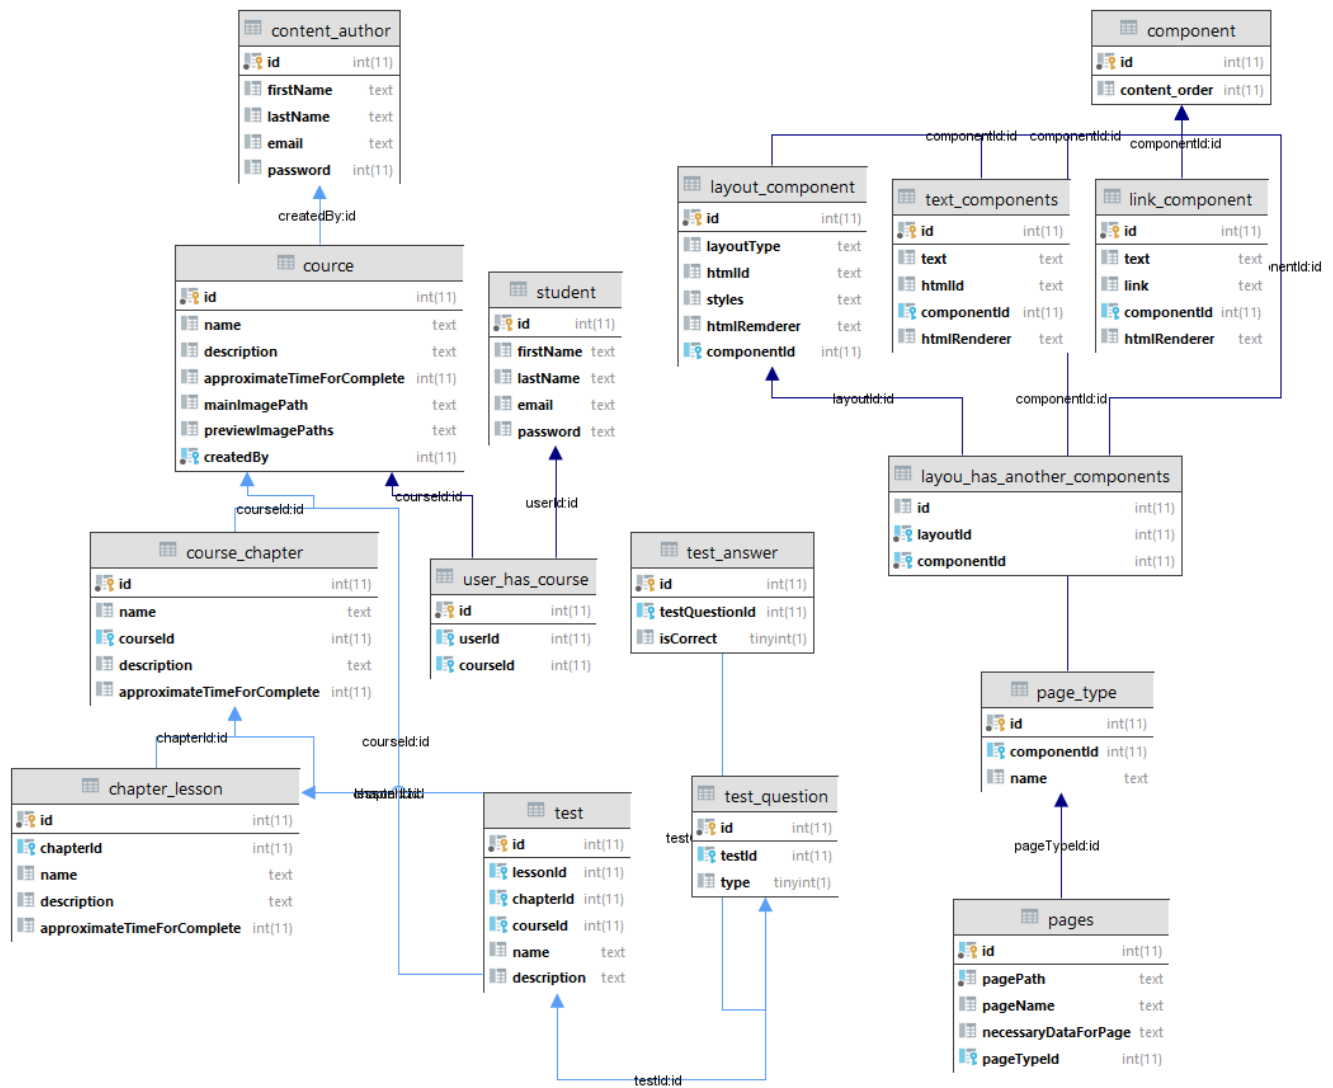 content_author
id int(11)
firstName text
lastName text
email text
password int(11)
createdBy:id
cource
id int(11)
name text
description text
approximateTimeForComplete int(11)
mainImagePath text
previewImagePaths text
createdBy int(11)
student
id int(11)
firstName text
lastName text
email text
password text
courseId:id
courseId:id
userId:id
course_chapter
id int(11)
name text
courseId int(11)
description text
approximateTimeForComplete int(11)
user_has_course
id int(11)
userId int(11)
courseId int(11)
test_answer
id int(11)
testQuestionId int(11)
isCorrect tinyint(1)
chapterId:id
courseId:id
chapter_lesson
id int(11)
chapterId int(11)
name text
description text
approximateTimeForComplete int(11)
test
id int(11)
lessonId int(11)
chapterId int(11)
courseId int(11)
name text
description text
test_question
id int(11)
testId int(11)
type tinyint(1)
testId:id
component
id int(11)
content_order int(11)
componentId:id
componentId:id
componentId:id
layout_component
id int(11)
layoutType text
htmlId text
styles text
htmlRemderer text
componentId int(11)
text_components
id int(11)
text text
htmlId text
componentId int(11)
htmlRenderer text
link_component
id int(11)
text text
link text
componentId int(11)
htmlRenderer text
nentId:id
layoutId:id
componentId:id
layou_has_another_components
id int(11)
layoutId int(11)
componentId int(11)
page_type
id int(11)
componentId int(11)
name text
pageTypeId:id
pages
id int(11)
pagePath text
pageName text
necessaryDataForPage text
pageTypeId int(11)